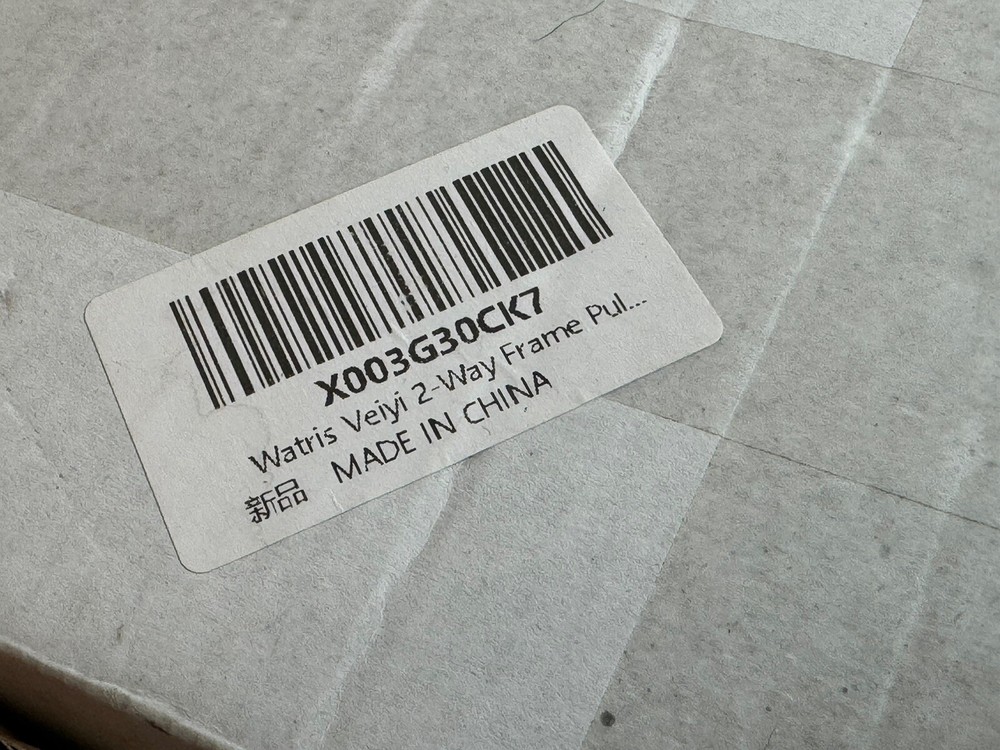 X003G30CK7
Watris Veiyi 2-Way Frame Pul...
新品 MADE IN CHINA